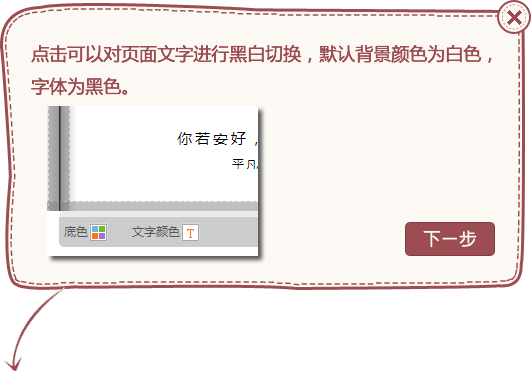 点击可以对页面文字进行黑白切换，默认背景颜色为白色，
字体为黑色。
你若安好，
平凡
底色
文字颜色 T
下一步